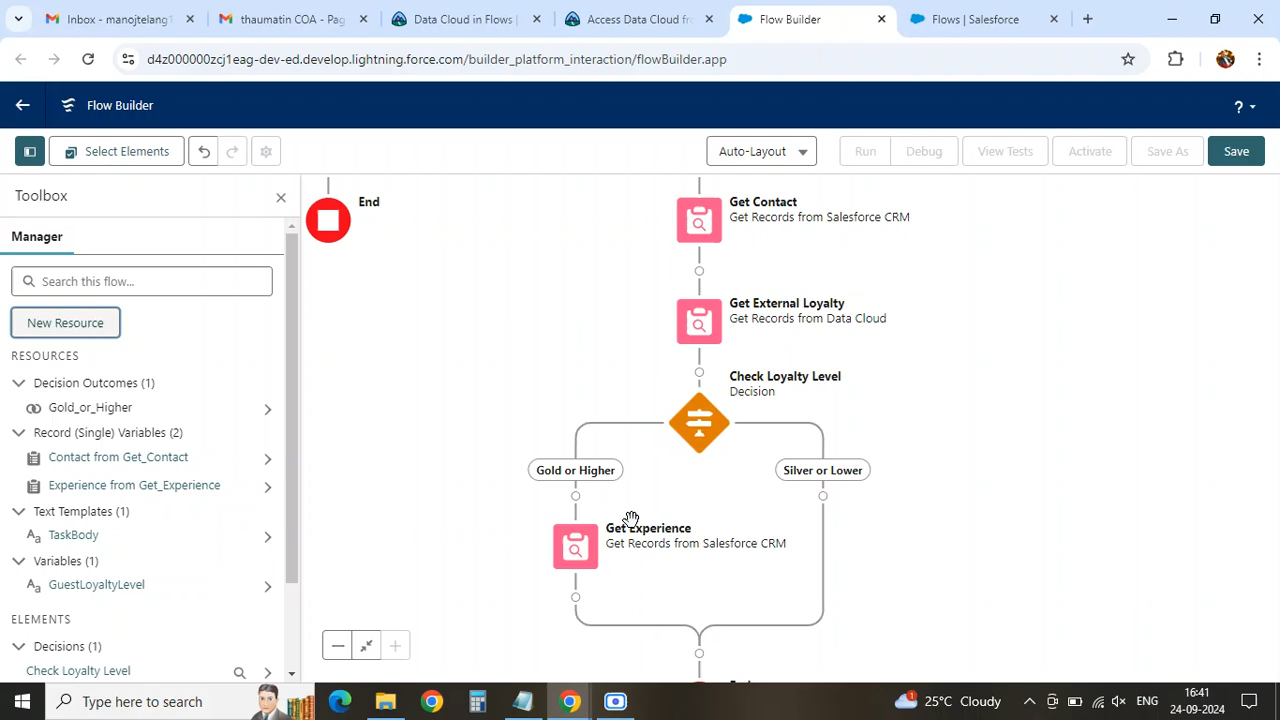 Inbox - manojtelang1
thaumatin COA - Pag
Data Cloud in Flows |
Access Data Cloud fro
Flow Builder
Flows | Salesforce
d4z000000zcj1eag-dev-ed.develop.lightning.force.com/builder_platform_interaction/flowBuilder.app
Flow Builder
?
Select Elements
Auto-Layout
Run
Debug
View Tests
Activate
Save As
Save
Toolbox
Manager
Search this flow...
New Resource
RESOURCES
Decision Outcomes (1)
Gold_or_Higher
Record (Single) Variables (2)
Contact from Get_Contact
Experience from Get_Experience
Text Templates (1)
TaskBody
Variables (1)
GuestLoyaltyLevel
ELEMENTS
Decisions (1)
Check Loyalty Level
End
Get Contact
Get Records from Salesforce CRM
Get External Loyalty
Get Records from Data Cloud
Check Loyalty Level
Decision
Gold or Higher
Silver or Lower
Get Experience
Get Records from Salesforce CRM
Type here to search
1
25°C Cloudy
ENG
16:41
24-09-2024